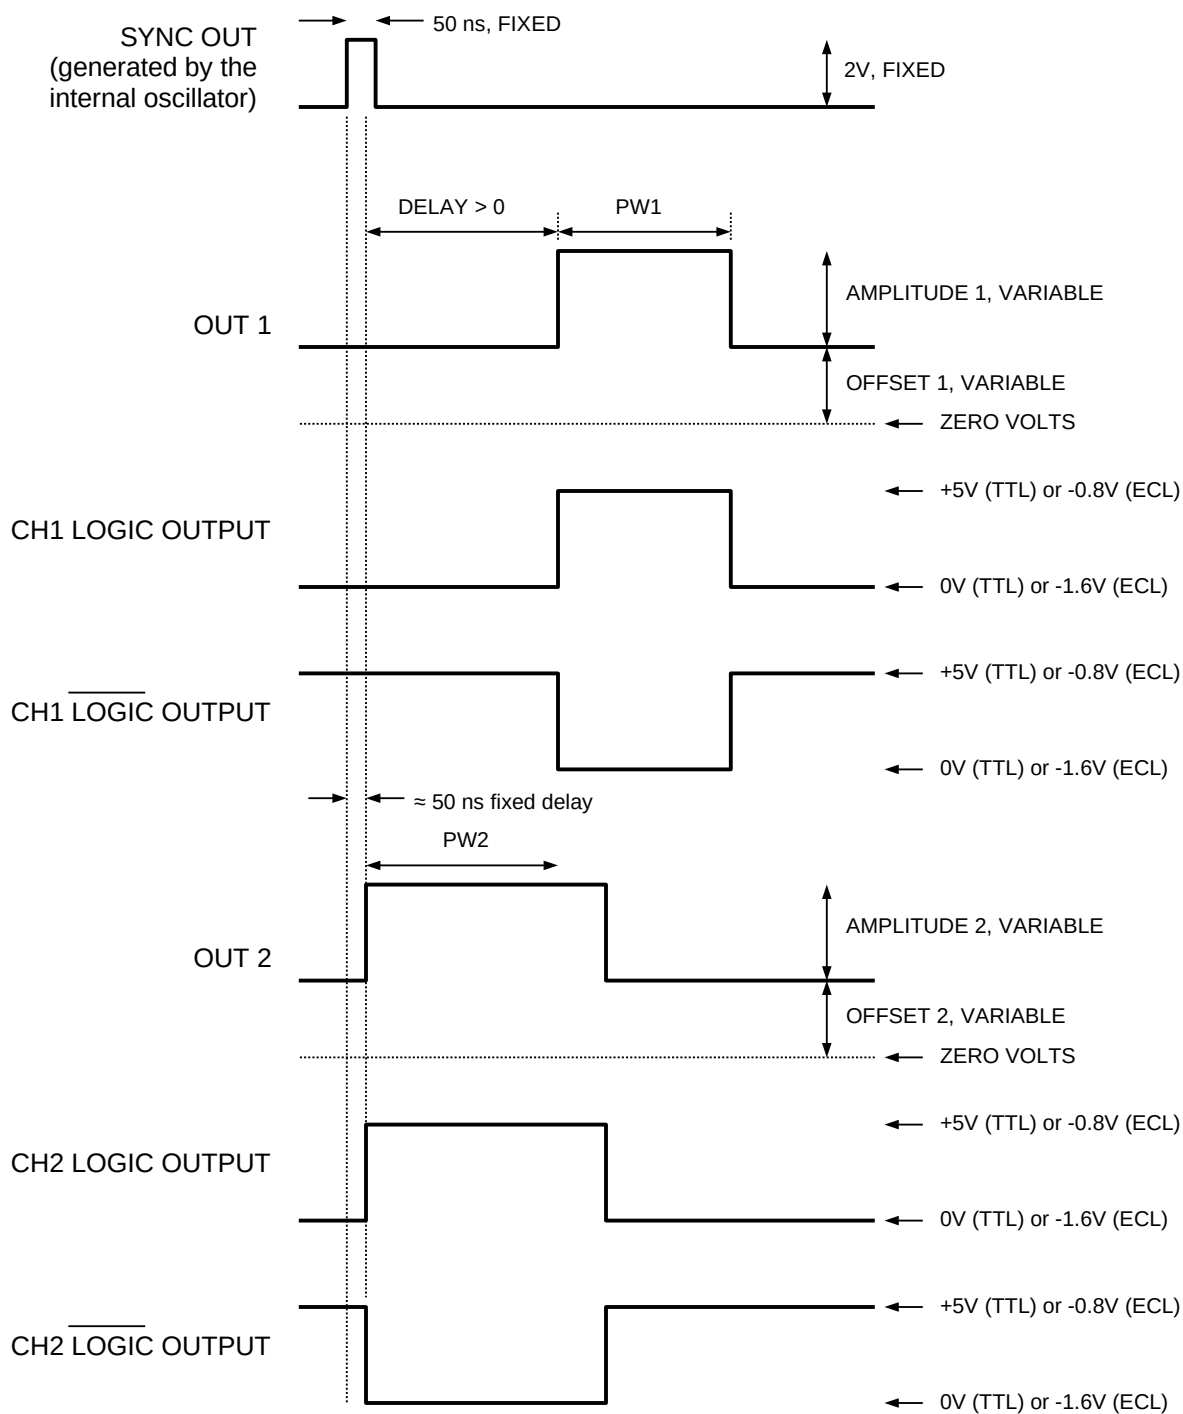 50 ns, FIXED
SYNC OUT
(generated by the
internal oscillator)
2V, FIXED
DELAY > 0
PW1
AMPLITUDE 1, VARIABLE
OUT 1
OFFSET 1, VARIABLE
ZERO VOLTS
+5V (TTL) or -0.8V (ECL)
CH1 LOGIC OUTPUT
0V (TTL) or -1.6V (ECL)
+5V (TTL) or -0.8V (ECL)
CH1 L̅O̅G̅I̅C̅ OUTPUT
0V (TTL) or -1.6V (ECL)
≈ 50 ns fixed delay
PW2
AMPLITUDE 2, VARIABLE
OUT 2
OFFSET 2, VARIABLE
ZERO VOLTS
+5V (TTL) or -0.8V (ECL)
CH2 LOGIC OUTPUT
0V (TTL) or -1.6V (ECL)
+5V (TTL) or -0.8V (ECL)
CH2 L̅O̅G̅I̅C̅ OUTPUT
0V (TTL) or -1.6V (ECL)